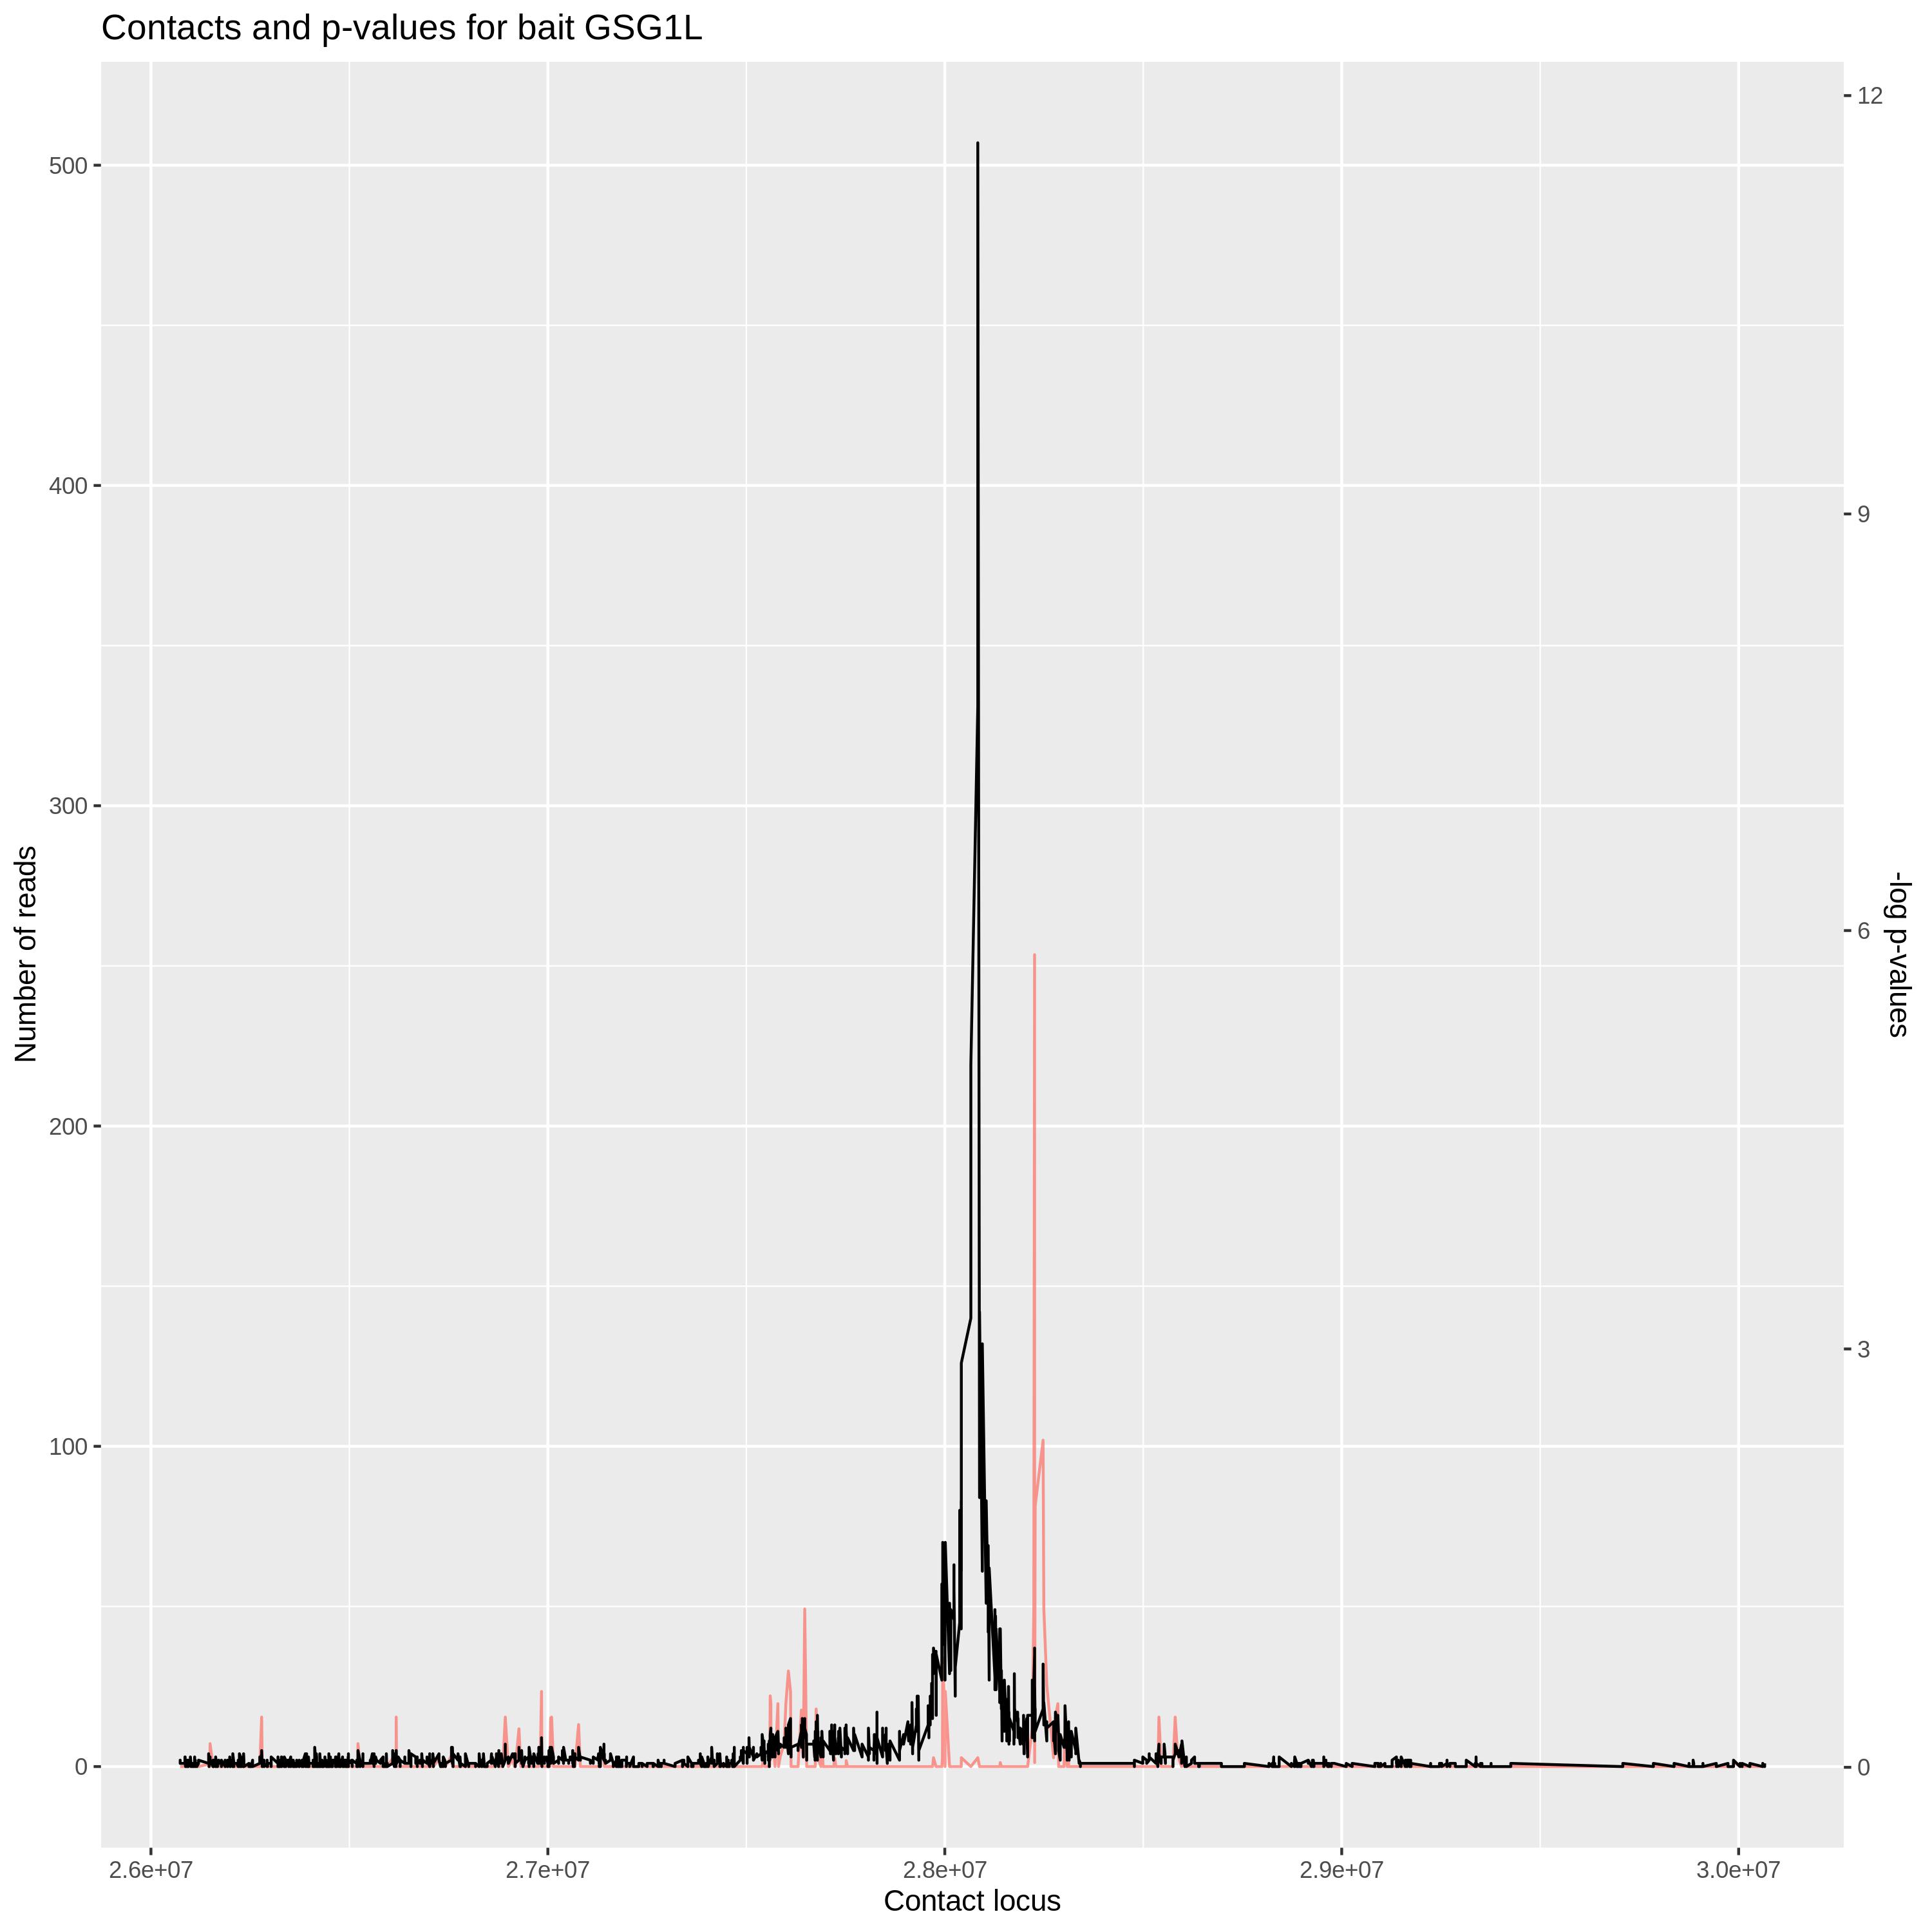 Contacts and p-values for bait GSG1L
12
500
400
9
300
Number of reads
6
-log p-values
200
3
100
0
0
2.6e+07
2.7e+07
2.8e+07
2.9e+07
3.0e+07
Contact locus